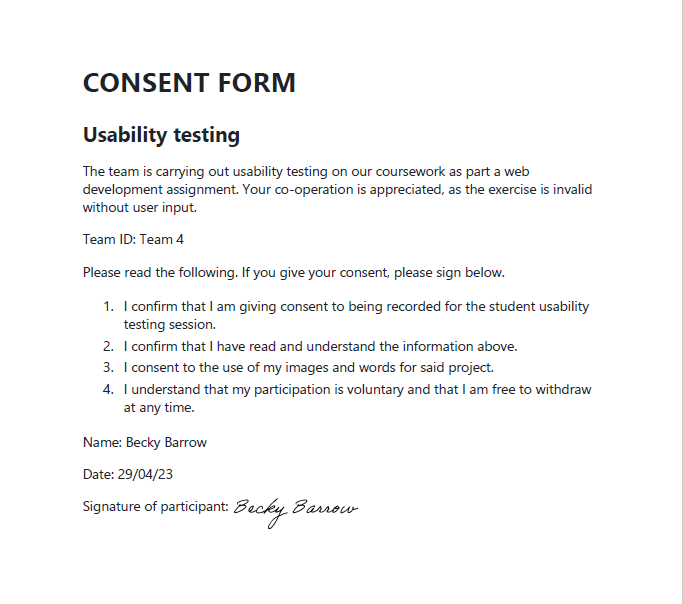 CONSENT FORM
Usability testing
The team is carrying out usability testing on our coursework as part a web
development assignment. Your co-operation is appreciated, as the exercise is invalid
without user input.
Team ID: Team 4
Please read the following. If you give your consent, please sign below.
1. I confirm that I am giving consent to being recorded for the student usability
testing session.
2. I confirm that I have read and understand the information above.
3. I consent to the use of my images and words for said project.
4. I understand that my participation is voluntary and that I am free to withdraw
at any time.
Name: Becky Barrow
Date: 29/04/23
Signature of participant: Becky Barrow